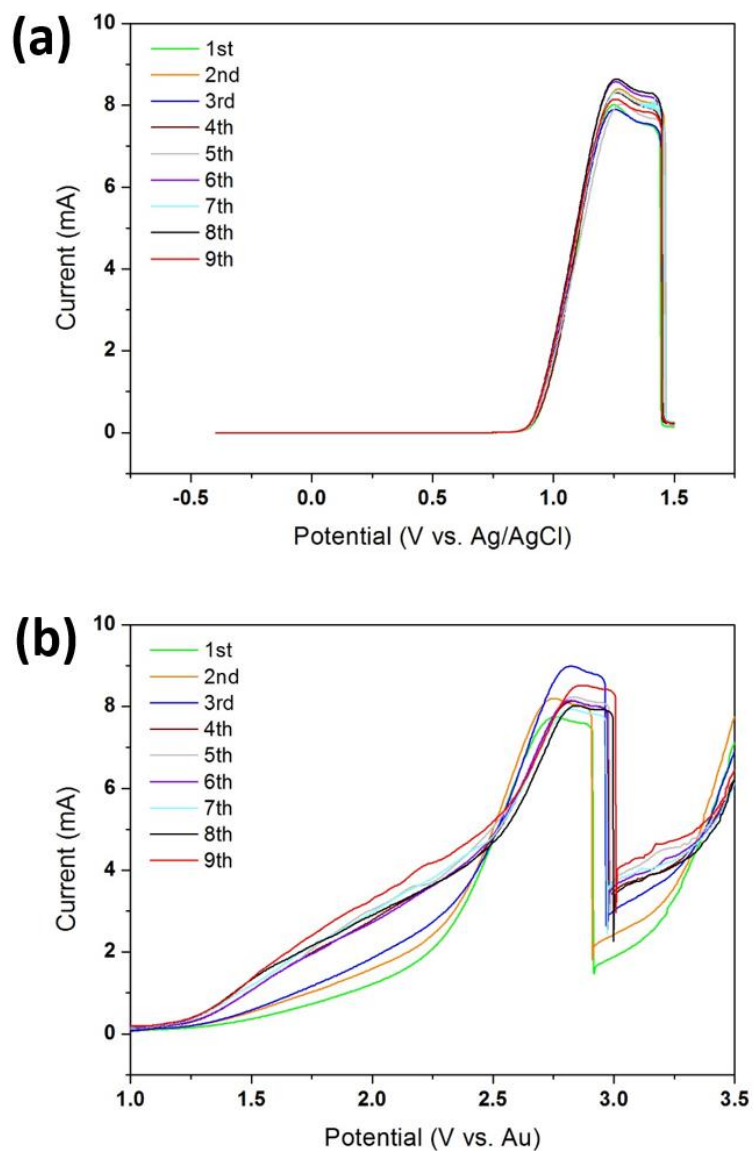 (a)
10
8
6
4
2
0
Current (mA)
1st
2nd
3rd
4th
5th
6th
7th
8th
9th
-0.5 0.0 0.5 1.0 1.5
Potential (V vs. Ag/AgCl)
(b)
10
8
6
4
2
0
Current (mA)
1st
2nd
3rd
4th
5th
6th
7th
8th
9th
1.0 1.5 2.0 2.5 3.0 3.5
Potential (V vs. Au)